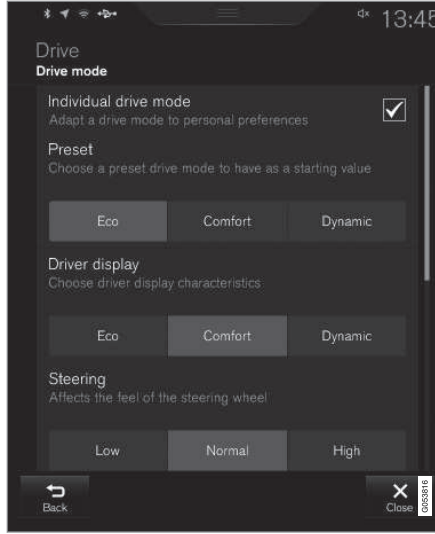 13:45
Drive
Drive mode
Individual drive mode
Adapt a drive mode to personal preferences
Preset
Choose a preset drive mode to have as a starting value
Eco Comfort Dynamic
Driver display
Choose driver display characteristics
Eco Comfort Dynamic
Steering
Affects the feel of the steering wheel
Low Normal High
Back Close
G053816